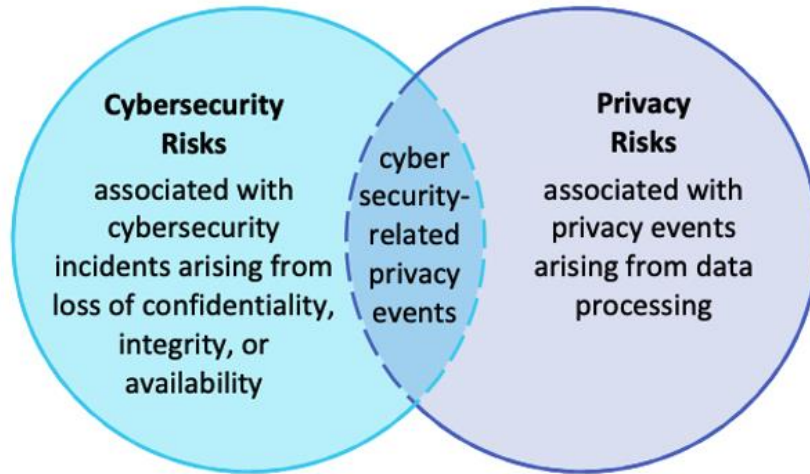 Cybersecurity
Risks
associated with
cybersecurity
incidents arising from
loss of confidentiality,
integrity, or
availability
cyber
security-
related
privacy
events
Privacy
Risks
associated with
privacy events
arising from data
processing